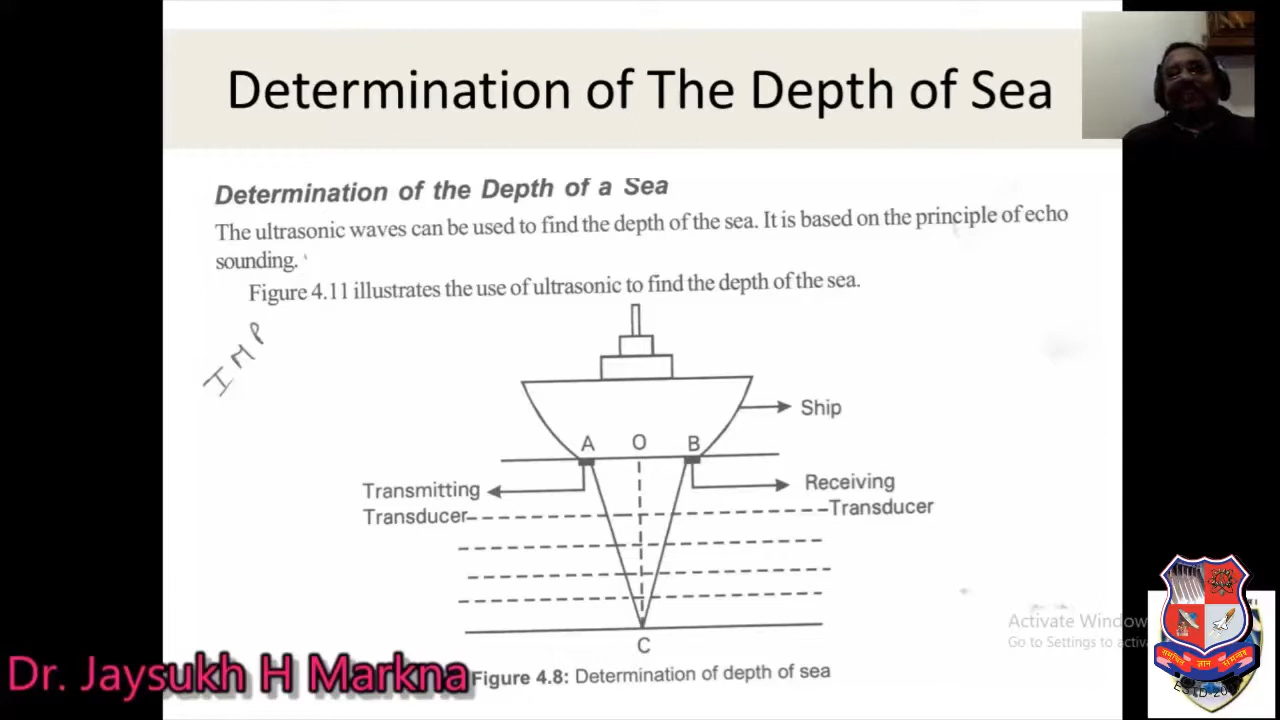 Determination of The Depth of Sea
Determination of the Depth of a Sea
The ultrasonic waves can be used to find the depth of the sea. It is based on the principle of echo
sounding.
Figure 4.11 illustrates the use of ultrasonic to find the depth of the sea.
IMP
Ship
A O B
Transmitting
Transducer
Receiving
Transducer
C
Figure 4.8: Determination of depth of sea
Activate Window
Go to Settings to activa
Dr. Jaysukh H Markna
ESTD